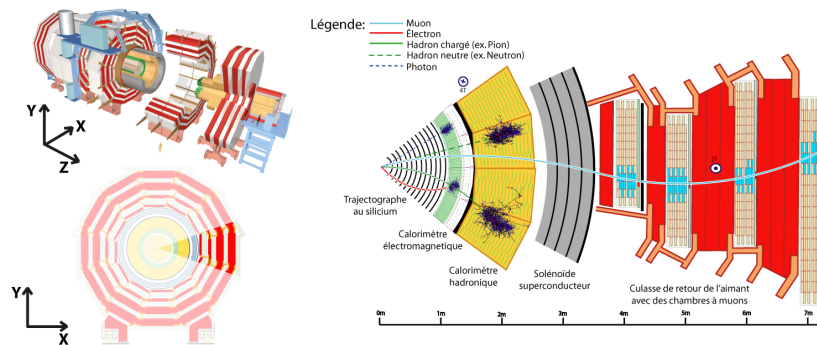 Légende:
Muon
Électron
Hadron chargé (ex. Pion)
Hadron neutre (ex. Neutron)
Photon
4T
Y
X
Z
2T
Trajectographe
au silicium
Calorimètre
électromagnetique
Calorimètre
hadronique
Solénoïde
superconducteur
Culasse de retour de l'aimant
avec des chambres à muons
Y
X
0m 1m 2m 3m 4m 5m 6m 7m